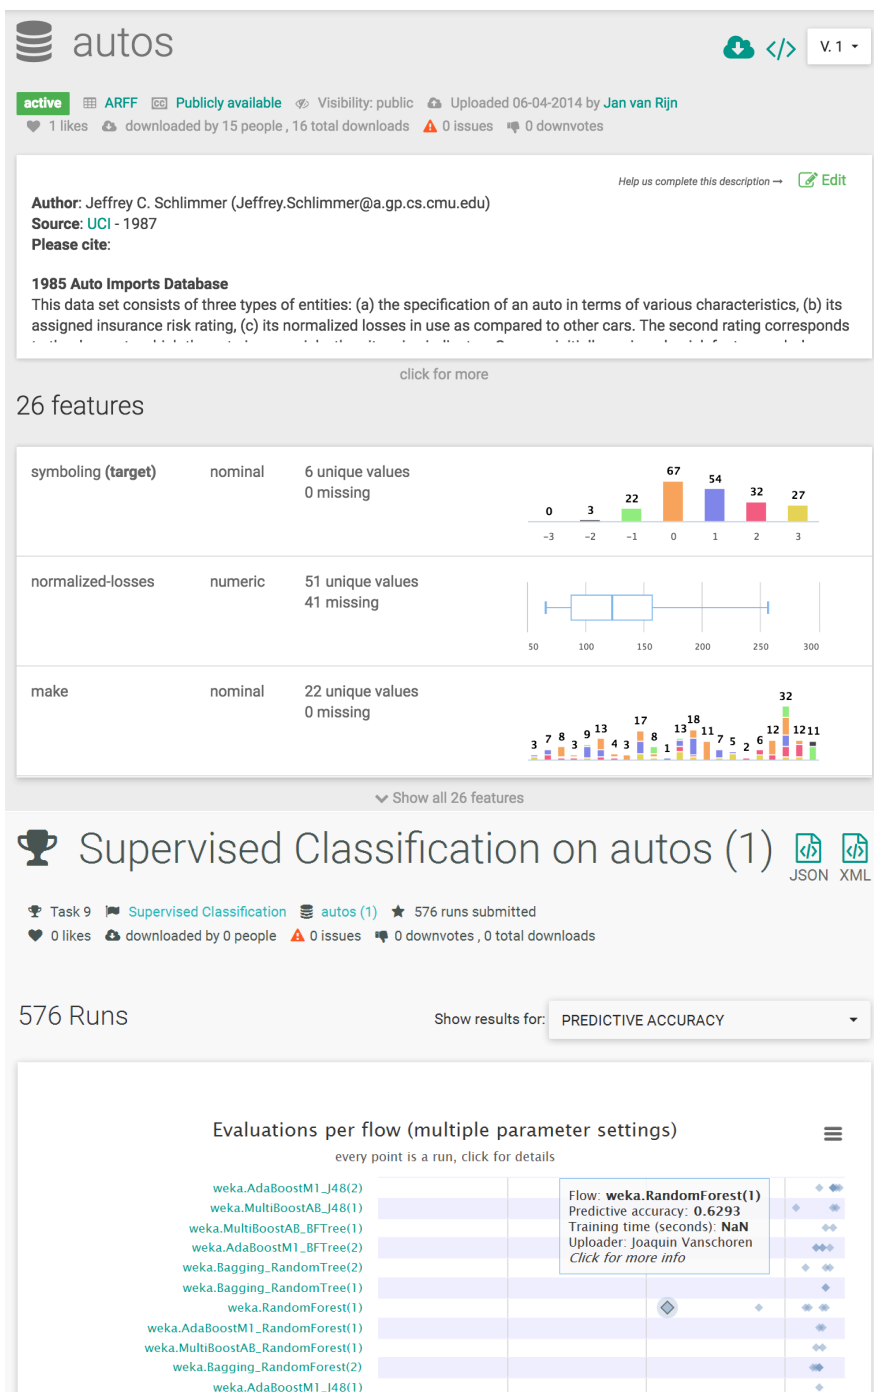 autos
V. 1
active ARFF Publicly available Visibility: public Uploaded 06-04-2014 by Jan van Rijn
1 likes downloaded by 15 people , 16 total downloads 0 issues 0 downvotes
Help us complete this description → Edit
Author: Jeffrey C. Schlimmer (Jeffrey.Schlimmer@a.gp.cs.cmu.edu)
Source: UCI - 1987
Please cite:
1985 Auto Imports Database
This data set consists of three types of entities: (a) the specification of an auto in terms of various characteristics, (b) its
assigned insurance risk rating, (c) its normalized losses in use as compared to other cars. The second rating corresponds
click for more
26 features
symboling (target) nominal 6 unique values
0 missing
0 3 22 67 54 32 27
-3 -2 -1 0 1 2 3
normalized-losses numeric 51 unique values
41 missing
50 100 150 200 250 300
make nominal 22 unique values
0 missing
3 7 8 3 9 13 4 3 17 8 1 13 18 11 7 5 2 6 12 32 12 11
Show all 26 features
Supervised Classification on autos (1)
JSON XML
Task 9 Supervised Classification autos (1) 576 runs submitted
0 likes downloaded by 0 people 0 issues 0 downvotes , 0 total downloads
576 Runs
Show results for: PREDICTIVE ACCURACY
Evaluations per flow (multiple parameter settings)
every point is a run, click for details
weka.AdaBoostM1_J48(2)
weka.MultiBoostAB_J48(1)
weka.MultiBoostAB_BFTree(1)
weka.AdaBoostM1_BFTree(2)
weka.Bagging_RandomTree(2)
weka.Bagging_RandomTree(1)
weka.RandomForest(1)
weka.AdaBoostM1_RandomForest(1)
weka.MultiBoostAB_RandomForest(1)
weka.Bagging_RandomForest(2)
weka.AdaBoostM1_J48(1)
Flow: weka.RandomForest(1)
Predictive accuracy: 0.6293
Training time (seconds): NaN
Uploader: Joaquin Vanschoren
Click for more info